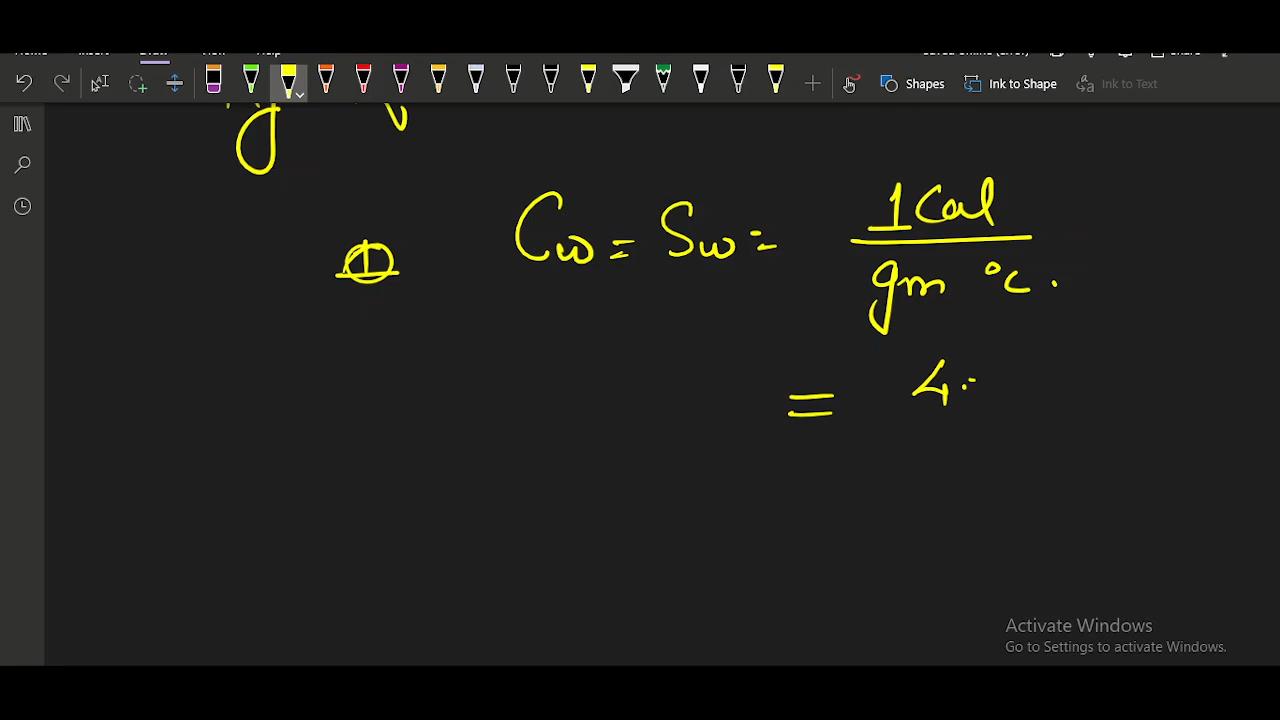 Shapes Ink to Shape Ink to Text
①
Cw = Sw = 1 Cal
gm °C.
= 4.
Activate Windows
Go to Settings to activate Windows.